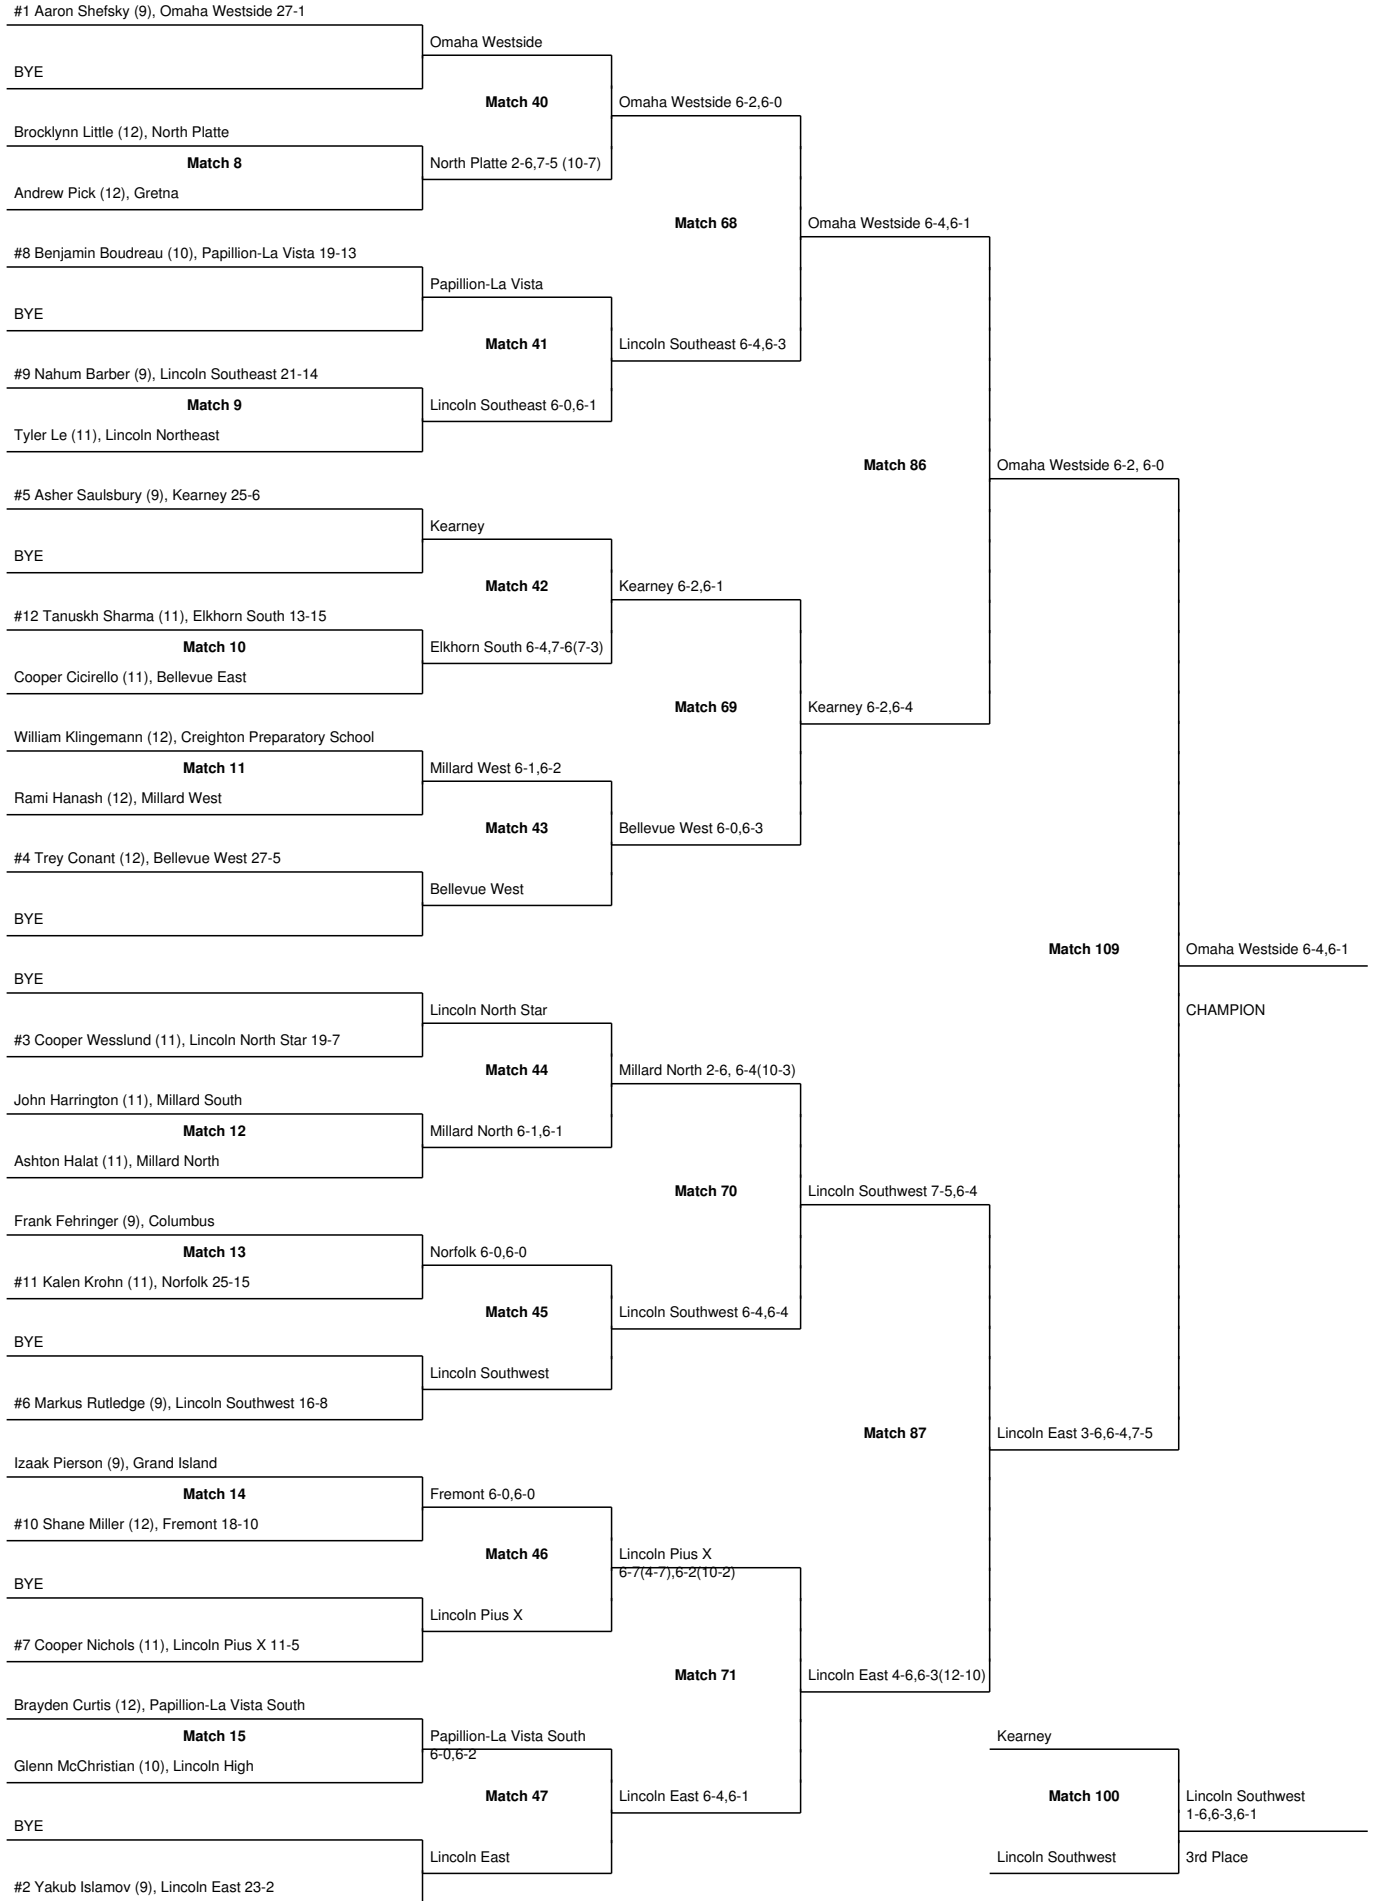 #1 Aaron Shefsky (9), Omaha Westside 27-1
Omaha Westside
BYE
Match 40
Omaha Westside 6-2,6-0
Brocklynn Little (12), North Platte
Match 8
North Platte 2-6,7-5 (10-7)
Andrew Pick (12), Gretna
Match 68
Omaha Westside 6-4,6-1
#8 Benjamin Boudreau (10), Papillion-La Vista 19-13
Papillion-La Vista
BYE
Match 41
Lincoln Southeast 6-4,6-3
#9 Nahum Barber (9), Lincoln Southeast 21-14
Match 9
Lincoln Southeast 6-0,6-1
Tyler Le (11), Lincoln Northeast
Match 86
Omaha Westside 6-2, 6-0
#5 Asher Saulsbury (9), Kearney 25-6
Kearney
BYE
Match 42
Kearney 6-2,6-1
#12 Tanuskh Sharma (11), Elkhorn South 13-15
Match 10
Elkhorn South 6-4,7-6(7-3)
Cooper Cicirello (11), Bellevue East
Match 69
Kearney 6-2,6-4
William Klingemann (12), Creighton Preparatory School
Match 11
Millard West 6-1,6-2
Rami Hanash (12), Millard West
Match 43
Bellevue West 6-0,6-3
#4 Trey Conant (12), Bellevue West 27-5
Bellevue West
BYE
Match 109
Omaha Westside 6-4,6-1
BYE
Lincoln North Star
CHAMPION
#3 Cooper Wesslund (11), Lincoln North Star 19-7
Match 44
Millard North 2-6, 6-4(10-3)
John Harrington (11), Millard South
Match 12
Millard North 6-1,6-1
Ashton Halat (11), Millard North
Match 70
Lincoln Southwest 7-5,6-4
Frank Fehringer (9), Columbus
Match 13
Norfolk 6-0,6-0
#11 Kalen Krohn (11), Norfolk 25-15
Match 45
Lincoln Southwest 6-4,6-4
BYE
Lincoln Southwest
#6 Markus Rutledge (9), Lincoln Southwest 16-8
Match 87
Lincoln East 3-6,6-4,7-5
Izaak Pierson (9), Grand Island
Match 14
Fremont 6-0,6-0
#10 Shane Miller (12), Fremont 18-10
Match 46
Lincoln Pius X
6-7(4-7),6-2(10-2)
BYE
Lincoln Pius X
#7 Cooper Nichols (11), Lincoln Pius X 11-5
Match 71
Lincoln East 4-6,6-3(12-10)
Brayden Curtis (12), Papillion-La Vista South
Match 15
Papillion-La Vista South
6-0,6-2
Kearney
Glenn McChristian (10), Lincoln High
Match 47
Lincoln East 6-4,6-1
Match 100
Lincoln Southwest
1-6,6-3,6-1
BYE
Lincoln East
Lincoln Southwest
3rd Place
#2 Yakub Islamov (9), Lincoln East 23-2